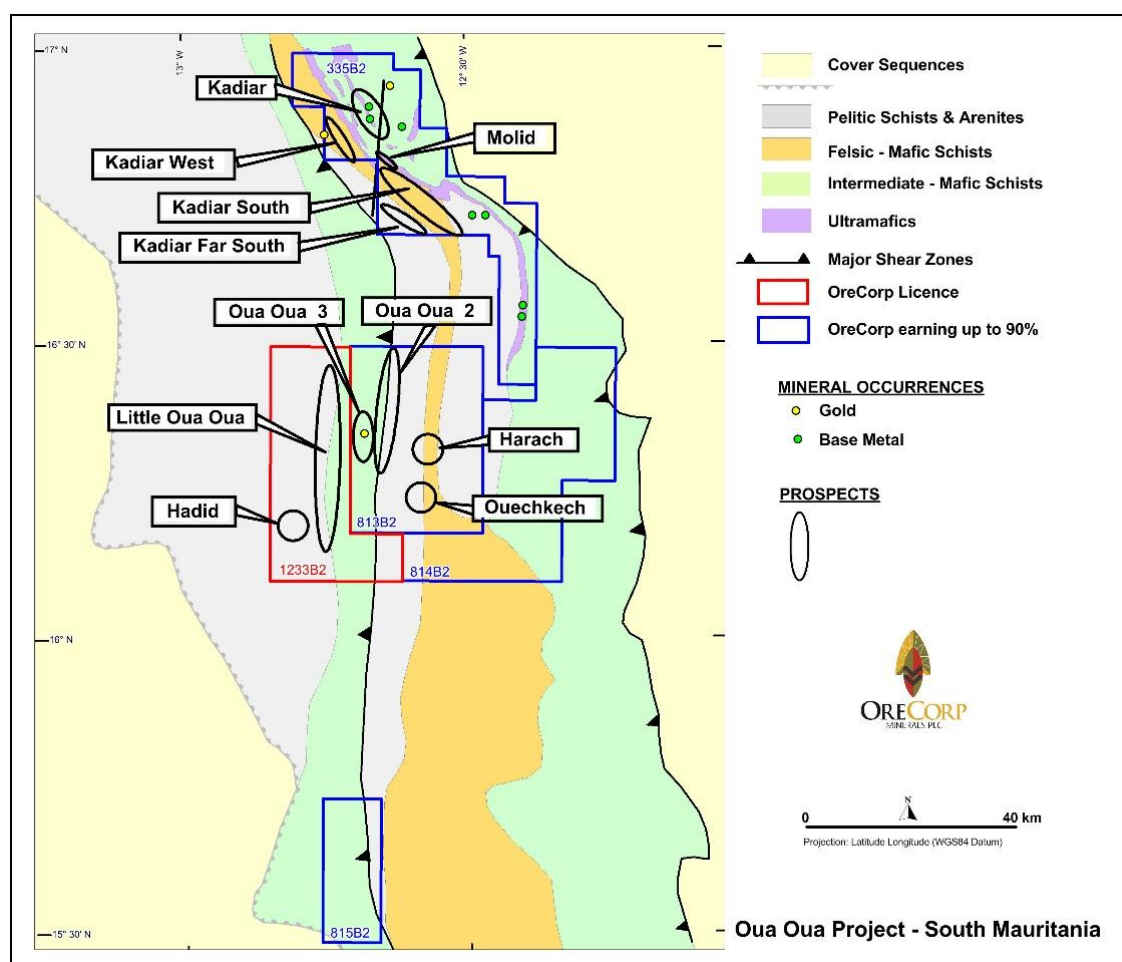 17° N
13° W
12° 30' W
335B2
Kadiar
Molid
Kadiar West
Kadiar South
Kadiar Far South
Oua Oua 3
Oua Oua 2
16° 30' N
Little Oua Oua
Harach
Hadid
Ouechkech
813B2
1233B2
814B2
16° N
815B2
15° 30' N
Cover Sequences
Pelitic Schists & Arenites
Felsic - Mafic Schists
Intermediate - Mafic Schists
Ultramafics
Major Shear Zones
OreCorp Licence
OreCorp earning up to 90%
MINERAL OCCURRENCES
Gold
Base Metal
PROSPECTS
ORECORP
MINERALS PLC
N
0 40 km
Projection: Latitude Longitude (WGS84 Datum)
Oua Oua Project - South Mauritania